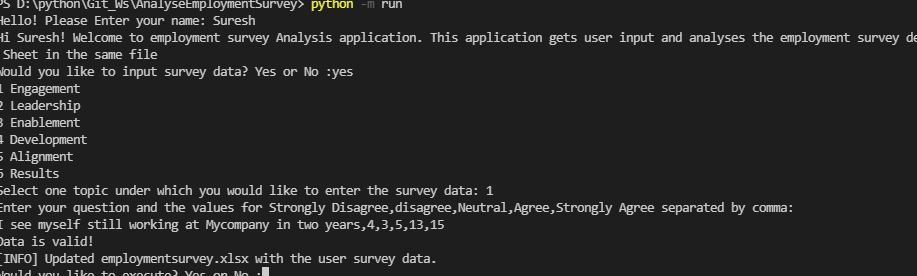 PS D:\python\Git_Ws\AnalyseEmploymentSurvey> python -m run
Hello! Please Enter your name: Suresh
Hi Suresh! Welcome to employment survey Analysis application. This application gets user input and analyses the employment survey de
Sheet in the same file
Would you like to input survey data? Yes or No :yes
1 Engagement
2 Leadership
3 Enablement
4 Development
5 Alignment
6 Results
Select one topic under which you would like to enter the survey data: 1
Enter your question and the values for Strongly Disagree,disagree,Neutral,Agree,Strongly Agree separated by comma:
I see myself still working at Mycompany in two years,4,3,5,13,15
Data is valid!
[INFO] Updated employmentsurvey.xlsx with the user survey data.
Would you like to execute? Yes or No :